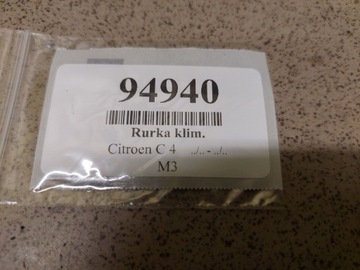 94940
Rurka klim.
Citroen C 4 ../.. - ../..
M3